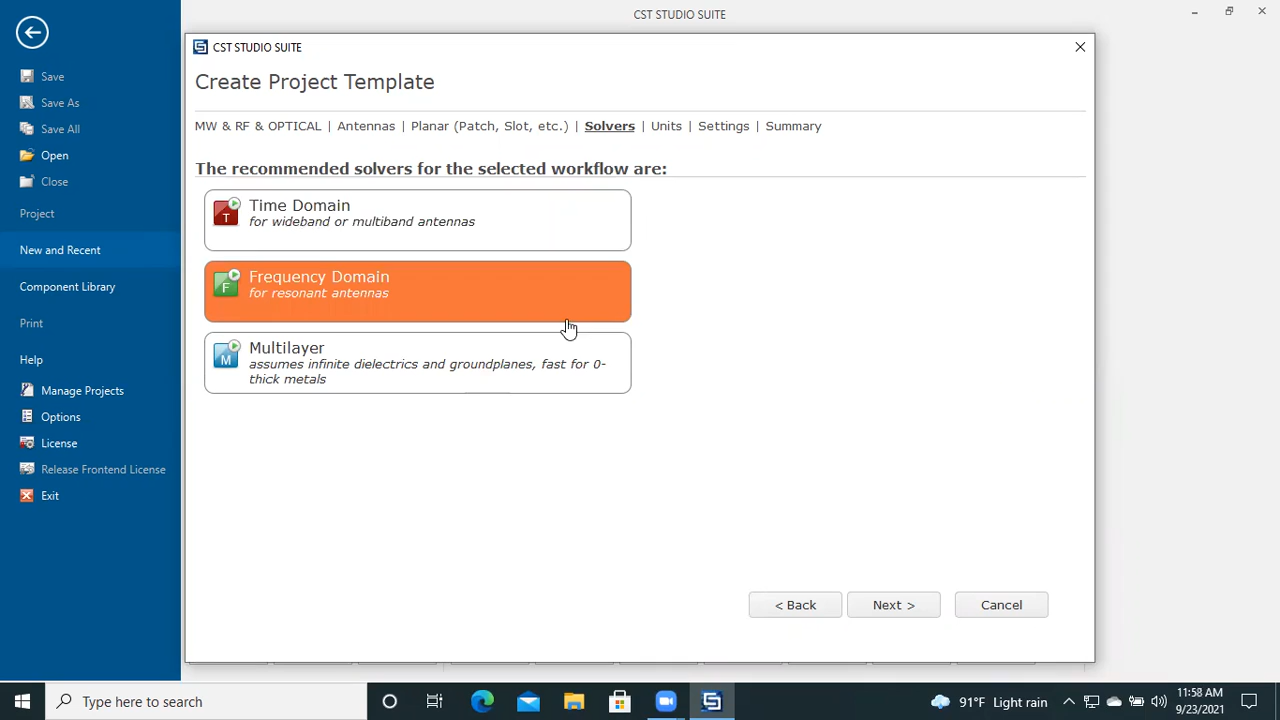 CST STUDIO SUITE
CST STUDIO SUITE
Create Project Template
MW & RF & OPTICAL | Antennas | Planar (Patch, Slot, etc.) | Solvers | Units | Settings | Summary
The recommended solvers for the selected workflow are:
T
Time Domain
for wideband or multiband antennas
F
Frequency Domain
for resonant antennas
M
Multilayer
assumes infinite dielectrics and groundplanes, fast for 0-
thick metals
< Back
Next >
Cancel
Save
Save As
Save All
Open
Close
Project
New and Recent
Component Library
Print
Help
Manage Projects
Options
License
Release Frontend License
Exit
Type here to search
91°F Light rain
11:58 AM
9/23/2021